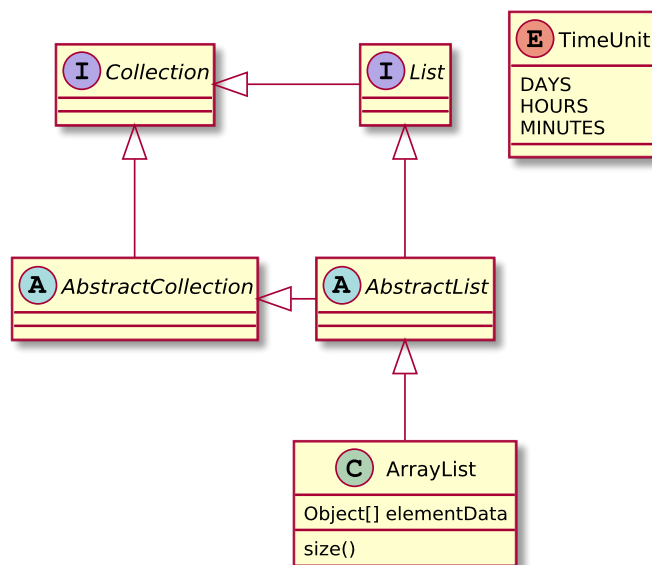 I Collection
I List
E TimeUnit
DAYS
HOURS
MINUTES
A AbstractCollection
A AbstractList
C ArrayList
Object[] elementData
size()